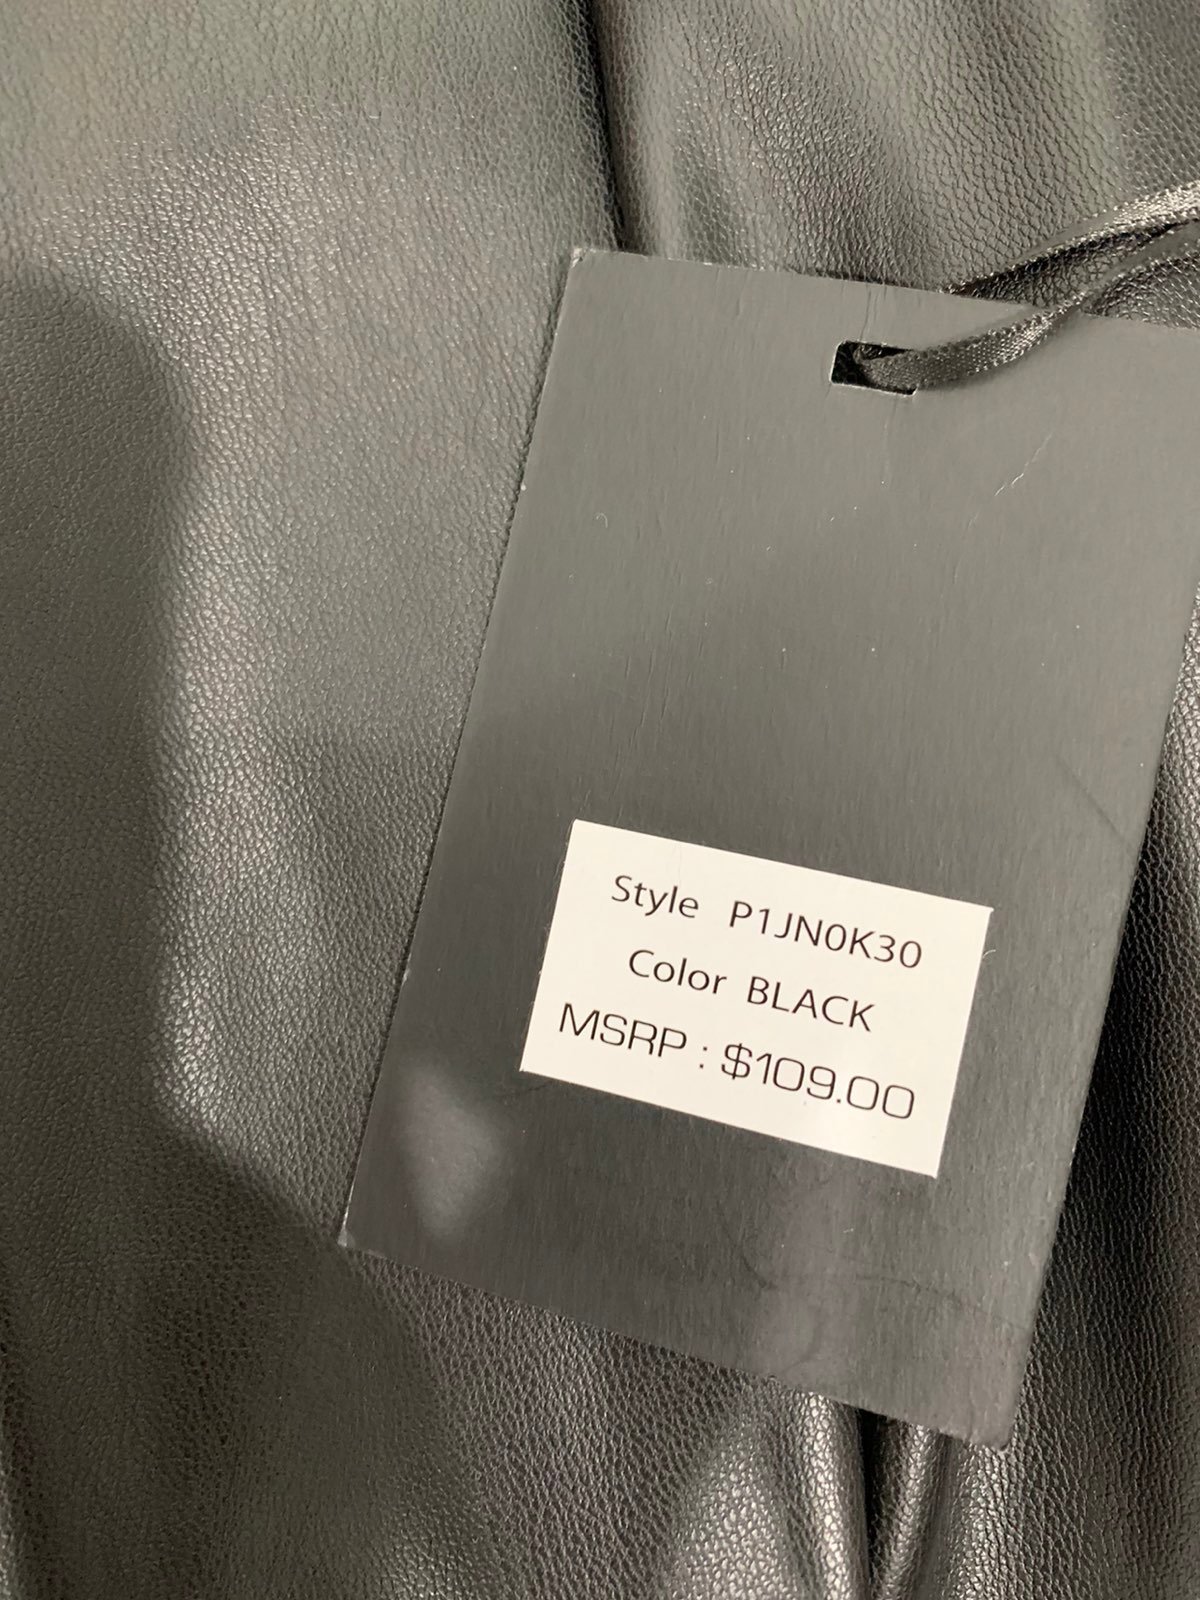 Style P1JN0K30
Color BLACK
MSRP : $109.00